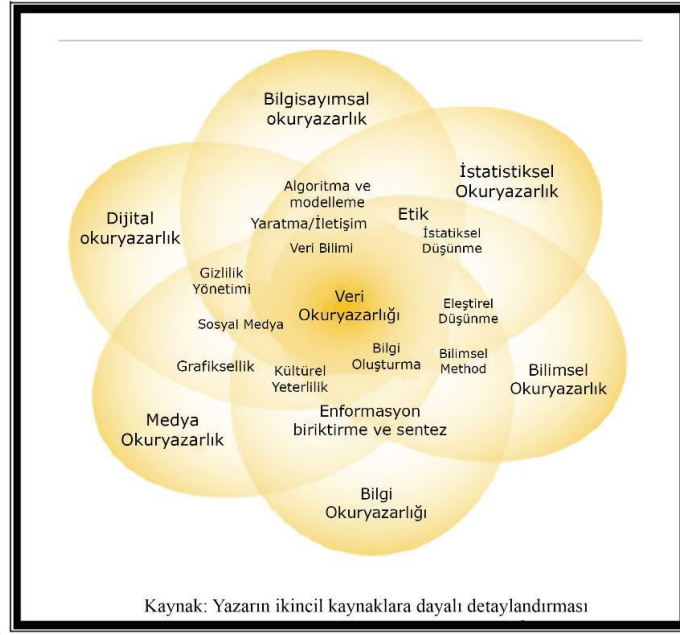 Bilgisayımsal
okuryazarlık
İstatistiksel
Okuryazarlık
Algoritma ve
modelleme
Dijital
okuryazarlık
Yaratma/İletişim
Etik
Veri Bilimi
İstatiksel
Düşünme
Gizlilik
Yönetimi
Veri
Okuryazarlığı
Eleştirel
Düşünme
Sosyal Medya
Grafiksellik
Kültürel
Yeterlilik
Bilgi
Oluşturma
Bilimsel
Method
Bilimsel
Okuryazarlık
Medya
Okuryazarlık
Enformasyon
biriktirme ve sentez
Bilgi
Okuryazarlığı
Kaynak: Yazarın ikincil kaynaklara dayalı detaylandırması